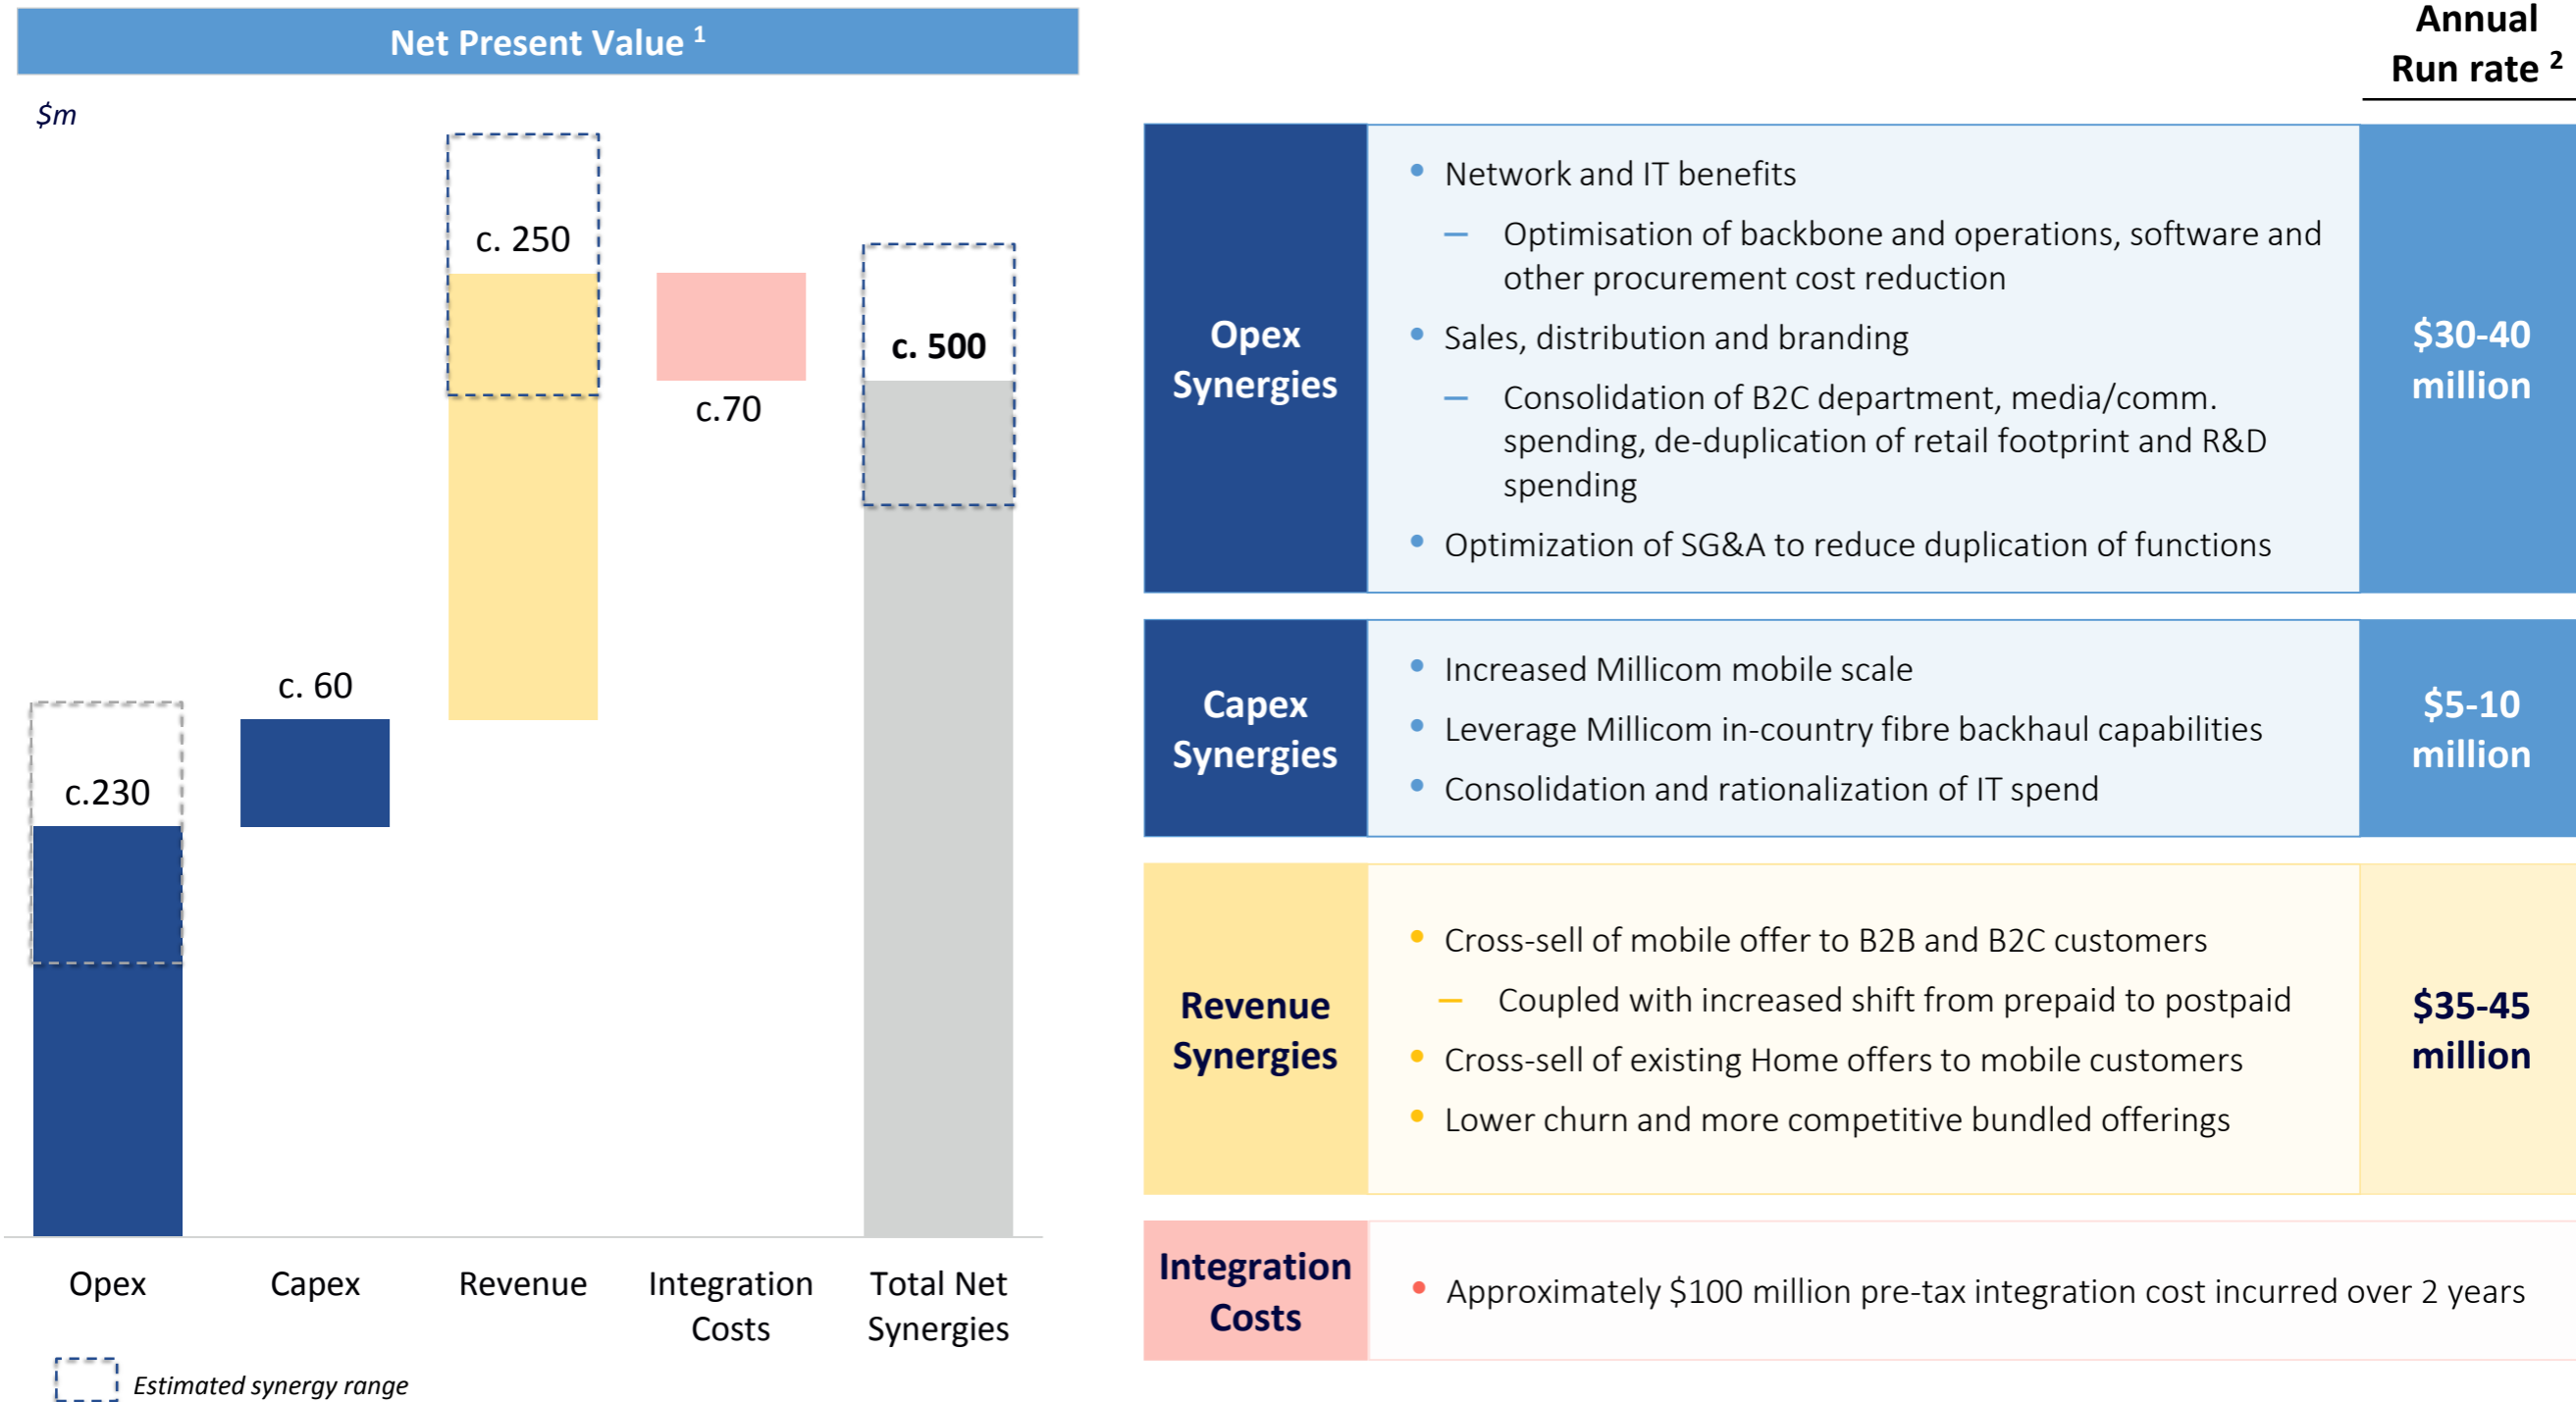 Net Present Value 1
$m
c. 250
c. 500
c.70
c. 60
c.230
Opex
Capex
Revenue
Integration
Costs
Total Net
Synergies
Estimated synergy range
Annual
Run rate 2
Opex
Synergies
• Network and IT benefits
– Optimisation of backbone and operations, software and
other procurement cost reduction
• Sales, distribution and branding
– Consolidation of B2C department, media/comm.
spending, de-duplication of retail footprint and R&D
spending
• Optimization of SG&A to reduce duplication of functions
$30-40
million
Capex
Synergies
• Increased Millicom mobile scale
• Leverage Millicom in-country fibre backhaul capabilities
• Consolidation and rationalization of IT spend
$5-10
million
Revenue
Synergies
• Cross-sell of mobile offer to B2B and B2C customers
– Coupled with increased shift from prepaid to postpaid
• Cross-sell of existing Home offers to mobile customers
• Lower churn and more competitive bundled offerings
$35-45
million
Integration
Costs
• Approximately $100 million pre-tax integration cost incurred over 2 years